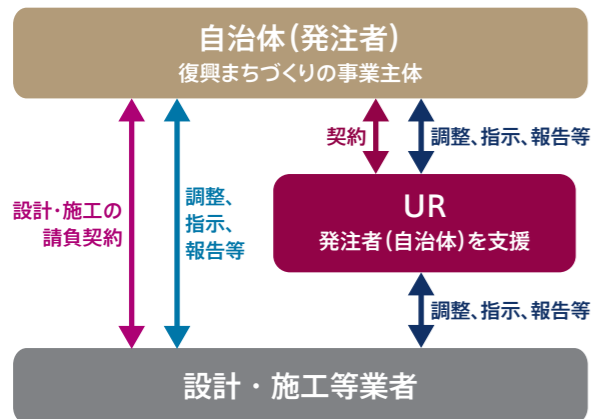 自治体（発注者）
復興まちづくりの事業主体
契約
調整、指示、報告等
設計・施工の
請負契約
調整、
指示、
報告等
UR
発注者（自治体）を支援
調整、指示、報告等
設計・施工等業者